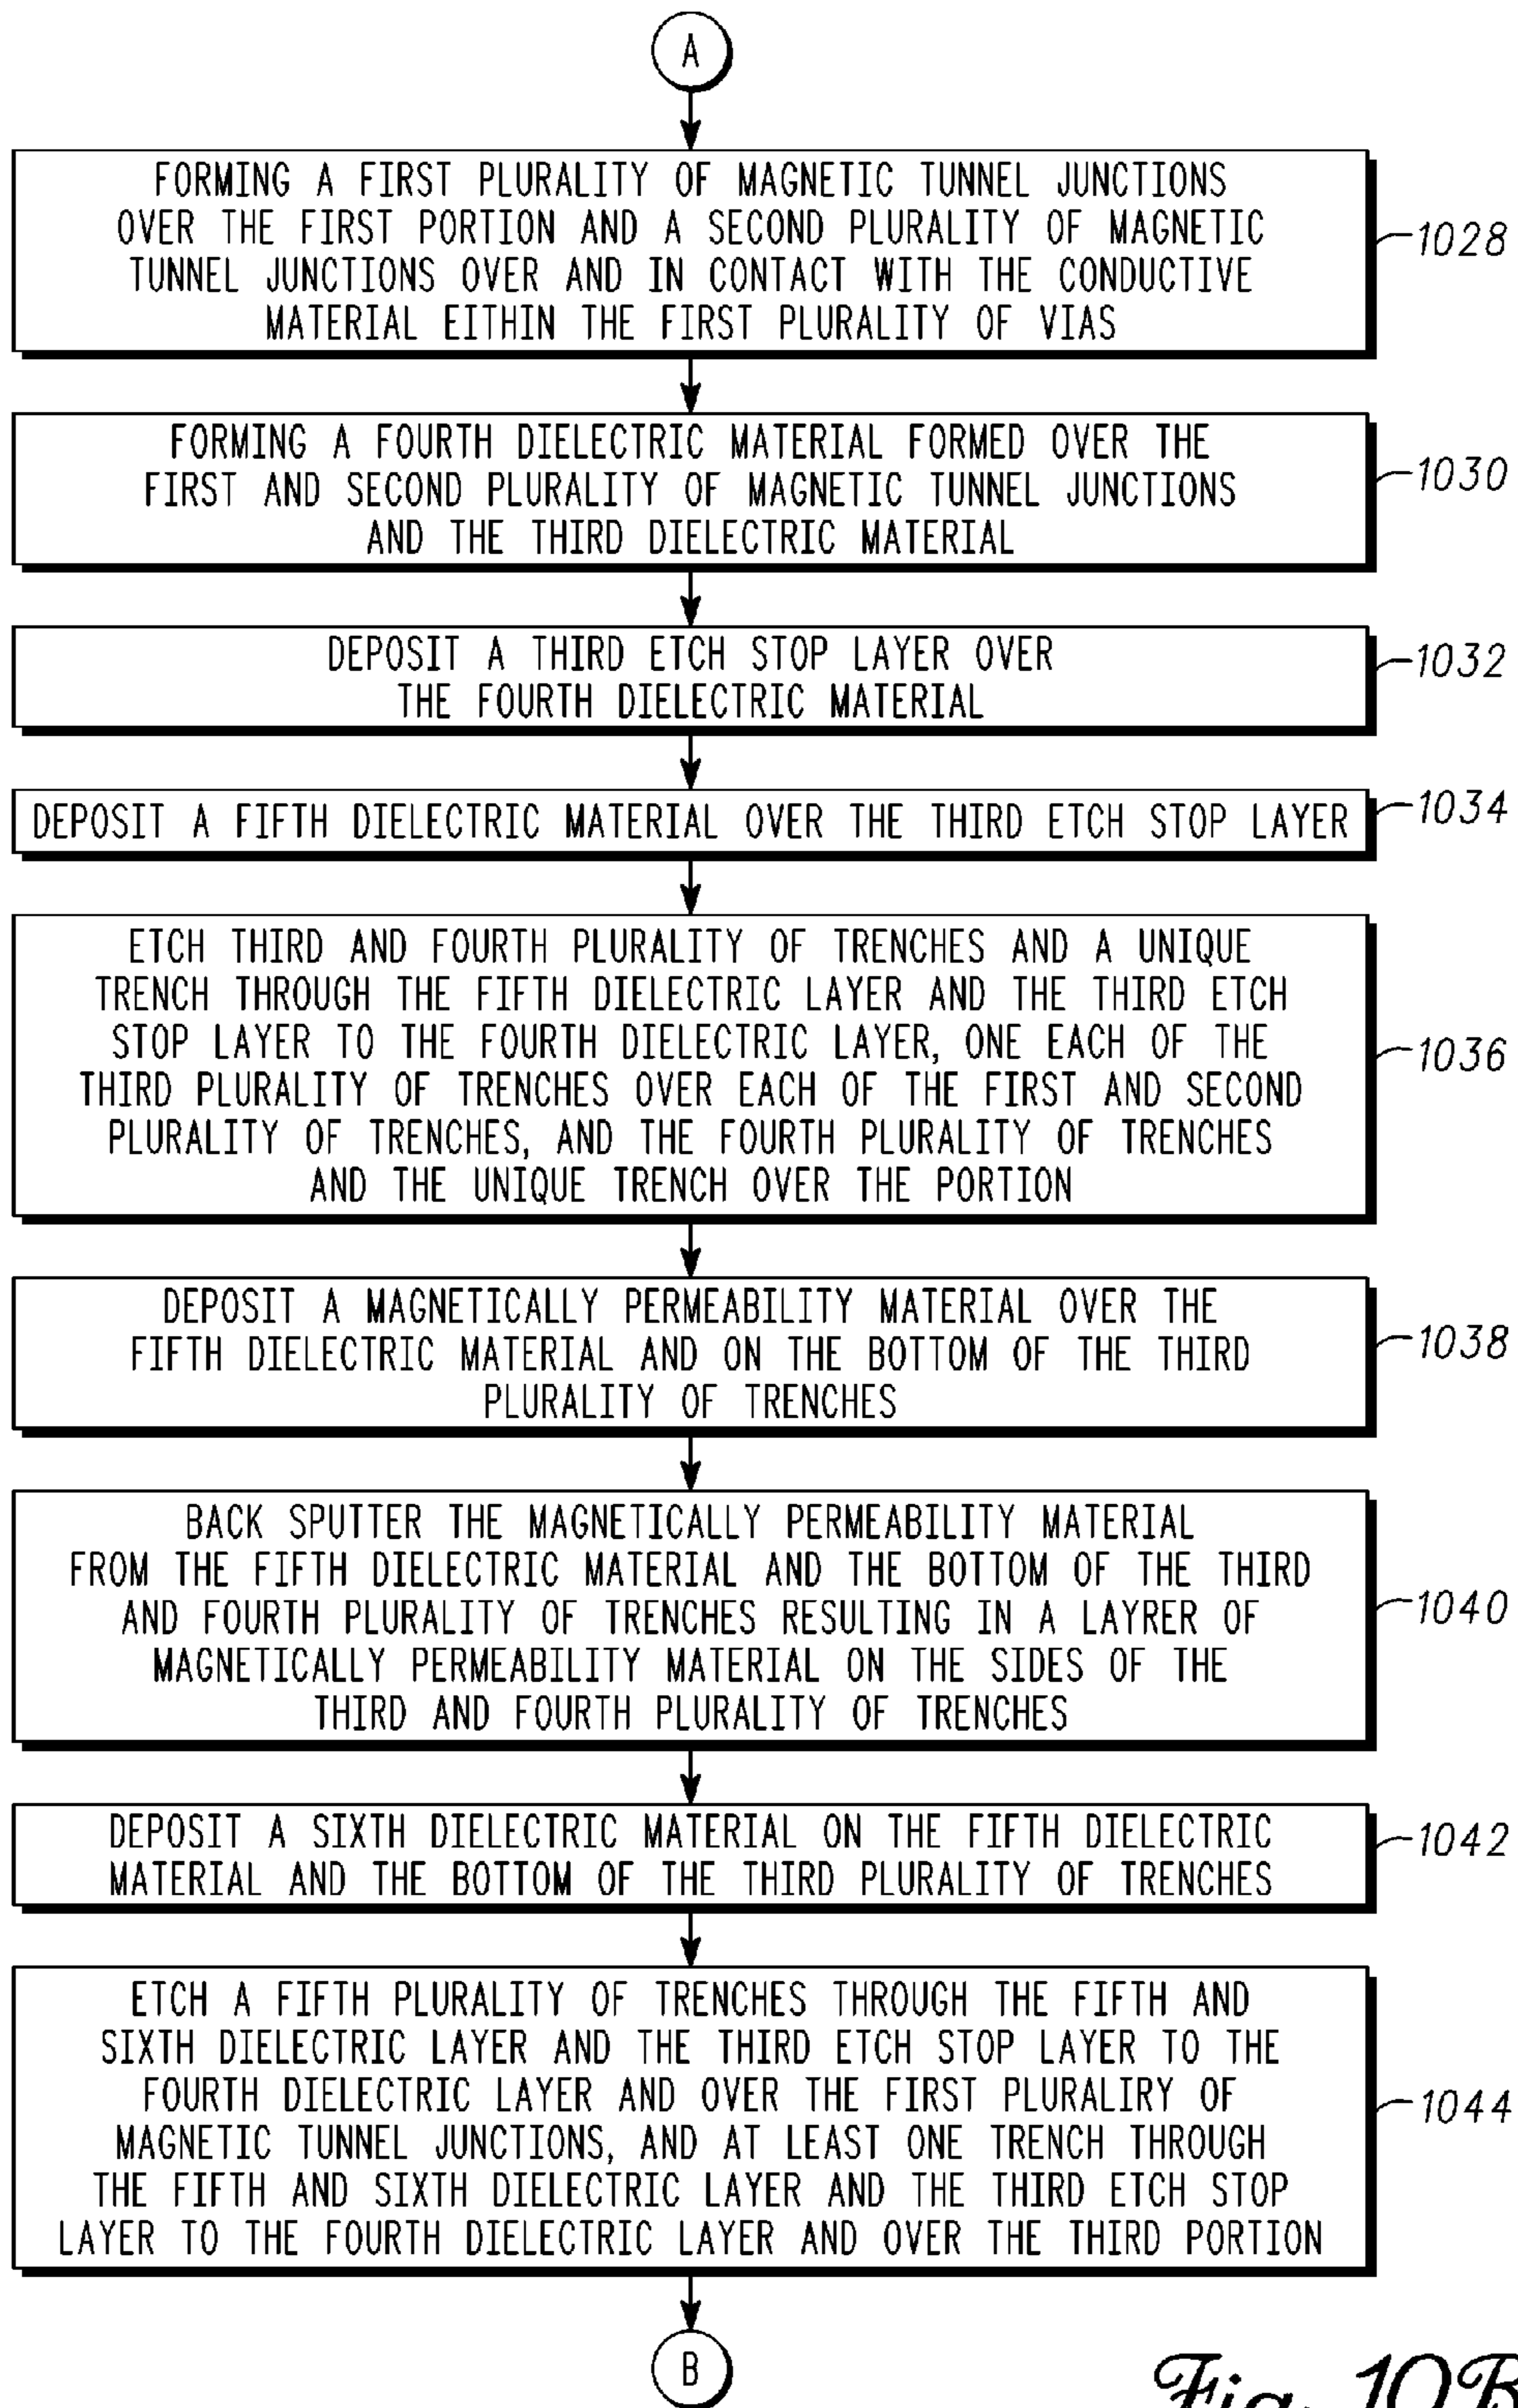 A
FORMING A FIRST PLURALITY OF MAGNETIC TUNNEL JUNCTIONS
OVER THE FIRST PORTION AND A SECOND PLURALITY OF MAGNETIC
TUNNEL JUNCTIONS OVER AND IN CONTACT WITH THE CONDUCTIVE
MATERIAL EITHIN THE FIRST PLURALITY OF VIAS
1028
FORMING A FOURTH DIELECTRIC MATERIAL FORMED OVER THE
FIRST AND SECOND PLURALITY OF MAGNETIC TUNNEL JUNCTIONS
AND THE THIRD DIELECTRIC MATERIAL
1030
DEPOSIT A THIRD ETCH STOP LAYER OVER
THE FOURTH DIELECTRIC MATERIAL
1032
DEPOSIT A FIFTH DIELECTRIC MATERIAL OVER THE THIRD ETCH STOP LAYER
1034
ETCH THIRD AND FOURTH PLURALITY OF TRENCHES AND A UNIQUE
TRENCH THROUGH THE FIFTH DIELECTRIC LAYER AND THE THIRD ETCH
STOP LAYER TO THE FOURTH DIELECTRIC LAYER, ONE EACH OF THE
THIRD PLURALITY OF TRENCHES OVER EACH OF THE FIRST AND SECOND
PLURALITY OF TRENCHES, AND THE FOURTH PLURALITY OF TRENCHES
AND THE UNIQUE TRENCH OVER THE PORTION
1036
DEPOSIT A MAGNETICALLY PERMEABILITY MATERIAL OVER THE
FIFTH DIELECTRIC MATERIAL AND ON THE BOTTOM OF THE THIRD
PLURALITY OF TRENCHES
1038
BACK SPUTTER THE MAGNETICALLY PERMEABILITY MATERIAL
FROM THE FIFTH DIELECTRIC MATERIAL AND THE BOTTOM OF THE THIRD
AND FOURTH PLURALITY OF TRENCHES RESULTING IN A LAYRER OF
MAGNETICALLY PERMEABILITY MATERIAL ON THE SIDES OF THE
THIRD AND FOURTH PLURALITY OF TRENCHES
1040
DEPOSIT A SIXTH DIELECTRIC MATERIAL ON THE FIFTH DIELECTRIC
MATERIAL AND THE BOTTOM OF THE THIRD PLURALITY OF TRENCHES
1042
ETCH A FIFTH PLURALITY OF TRENCHES THROUGH THE FIFTH AND
SIXTH DIELECTRIC LAYER AND THE THIRD ETCH STOP LAYER TO THE
FOURTH DIELECTRIC LAYER AND OVER THE FIRST PLURALIRY OF
MAGNETIC TUNNEL JUNCTIONS, AND AT LEAST ONE TRENCH THROUGH
THE FIFTH AND SIXTH DIELECTRIC LAYER AND THE THIRD ETCH STOP
LAYER TO THE FOURTH DIELECTRIC LAYER AND OVER THE THIRD PORTION
1044
B
Fig. 10B